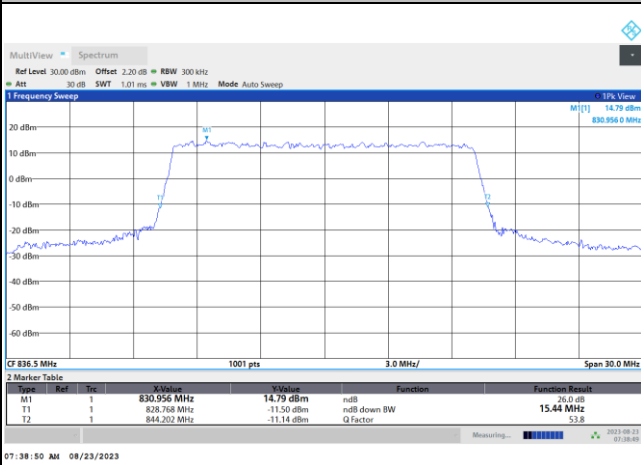 MultiView Spectrum
Ref Level 30.00 dBm Offset 2.20 dB RBW 300 kHz
Att 30 dB SWT 1.01 ms VBW 1 MHz Mode Auto Sweep
1 Frequency Sweep 1Pk View
M1[1] 14.79 dBm
830.956 0 MHz
20 dBm
M1
10 dBm
0 dBm
T1 T2
-10 dBm
-20 dBm
-30 dBm
-40 dBm
-50 dBm
-60 dBm
CF 836.5 MHz 1001 pts 3.0 MHz/ Span 30.0 MHz
2 Marker Table
Type Ref Trc X-Value Y-Value Function Function Result
M1 1 830.956 MHz 14.79 dBm ndB 26.0 dB
T1 1 828.768 MHz -11.50 dBm ndB down BW 15.44 MHz
T2 1 844.202 MHz -11.14 dBm Q Factor 53.8
Measuring... 2023-08-23
07:38:49
07:38:50 AM 08/23/2023